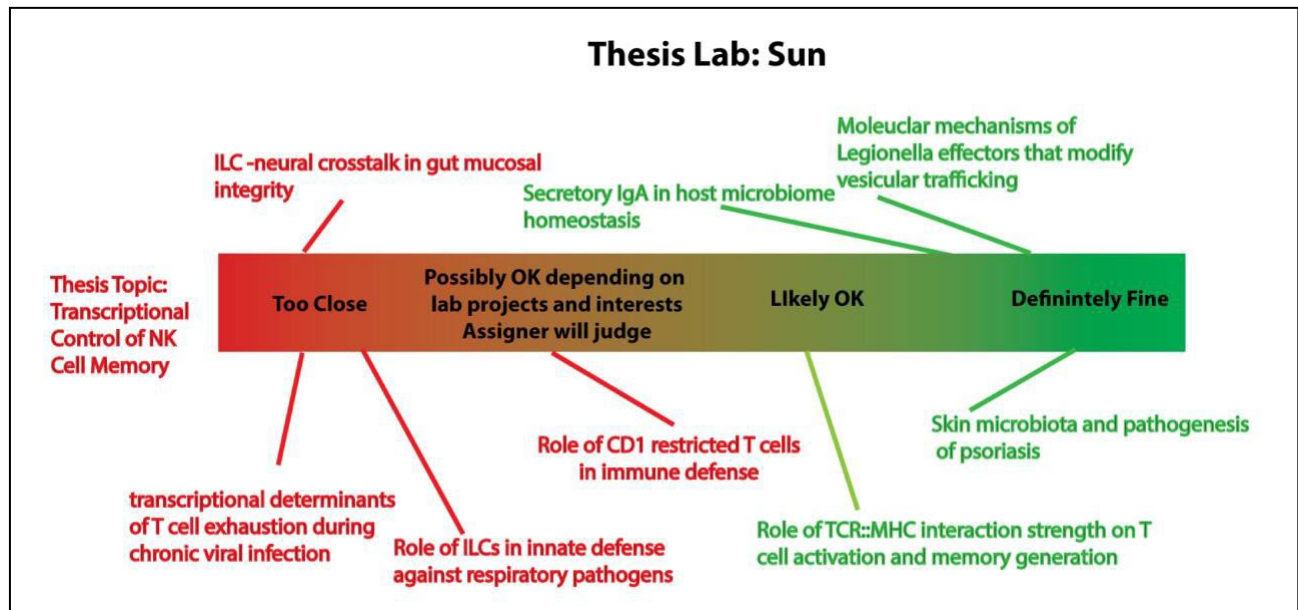 Thesis Lab: Sun
Moleuclar mechanisms of
Legionella effectors that modify
vesicular trafficking
ILC -neural crosstalk in gut mucosal
integrity
Secretory IgA in host microbiome
homeostasis
Thesis Topic:
Transcriptional
Control of NK
Cell Memory
Too Close
Possibly OK depending on
lab projects and interests
Assigner will judge
LIkely OK
Definintely Fine
Skin microbiota and pathogenesis
of psoriasis
Role of CD1 restricted T cells
in immune defense
transcriptional determinants
of T cell exhaustion during
chronic viral infection
Role of ILCs in innate defense
against respiratory pathogens
Role of TCR::MHC interaction strength on T
cell activation and memory generation